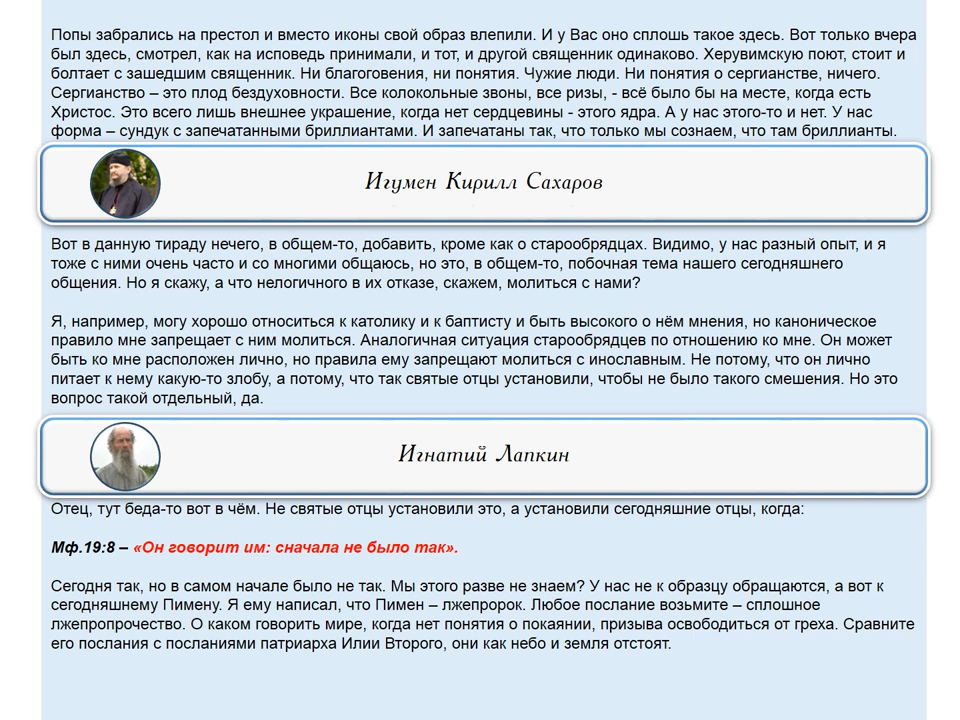 Попы забрались на престол и вместо иконы свой образ влепили. И у Вас оно сплошь такое здесь. Вот только вчера
был здесь, смотрел, как на исповедь принимали, и тот, и другой священник одинаково. Херувимскую поют, стоит и
болтает с зашедшим священник. Ни благоговения, ни понятия. Чужие люди. Ни понятия о сергианстве, ничего.
Сергианство – это плод бездуховности. Все колокольные звоны, все ризы, - всё было бы на месте, когда есть
Христос. Это всего лишь внешнее украшение, когда нет сердцевины - этого ядра. А у нас этого-то и нет. У нас
форма – сундук с запечатанными бриллиантами. И запечатаны так, что только мы сознаем, что там бриллианты.
Игумен Кирилл Сахаров
Вот в данную тираду нечего, в общем-то, добавить, кроме как о старообрядцах. Видимо, у нас разный опыт, и я
тоже с ними очень часто и со многими общаюсь, но это, в общем-то, побочная тема нашего сегодняшнего
общения. Но я скажу, а что нелогичного в их отказе, скажем, молиться с нами?
Я, например, могу хорошо относиться к католику и к баптисту и быть высокого о нём мнения, но каноническое
правило мне запрещает с ним молиться. Аналогичная ситуация старообрядцев по отношению ко мне. Он может
быть ко мне расположен лично, но правила ему запрещают молиться с инославным. Не потому, что он лично
питает к нему какую-то злобу, а потому, что так святые отцы установили, чтобы не было такого смешения. Но это
вопрос такой отдельный, да.
Игнатий Лапкин
Отец, тут беда-то вот в чём. Не святые отцы установили это, а установили сегодняшние отцы, когда:
Мф.19:8 – «Он говорит им: сначала не было так».
Сегодня так, но в самом начале было не так. Мы этого разве не знаем? У нас не к образцу обращаются, а вот к
сегодняшнему Пимену. Я ему написал, что Пимен – лжепророк. Любое послание возьмите – сплошное
лжепророчество. О каком говорить мире, когда нет понятия о покаянии, призыва освободиться от греха. Сравните
его послания с посланиями патриарха Илии Второго, они как небо и земля отстоят.